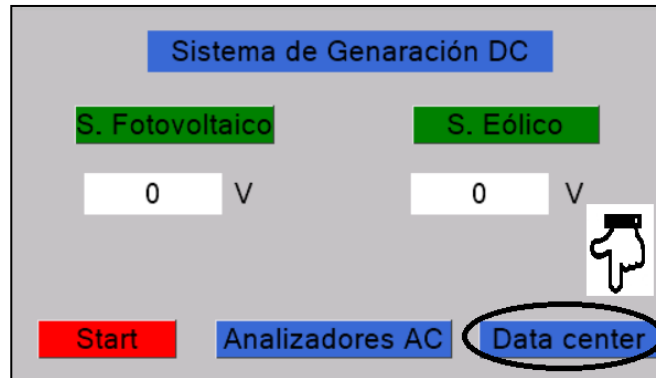 Sistema de Genaración DC
S. Fotovoltaico S. Eólico
0 V 0 V
Start Analizadores AC Data center